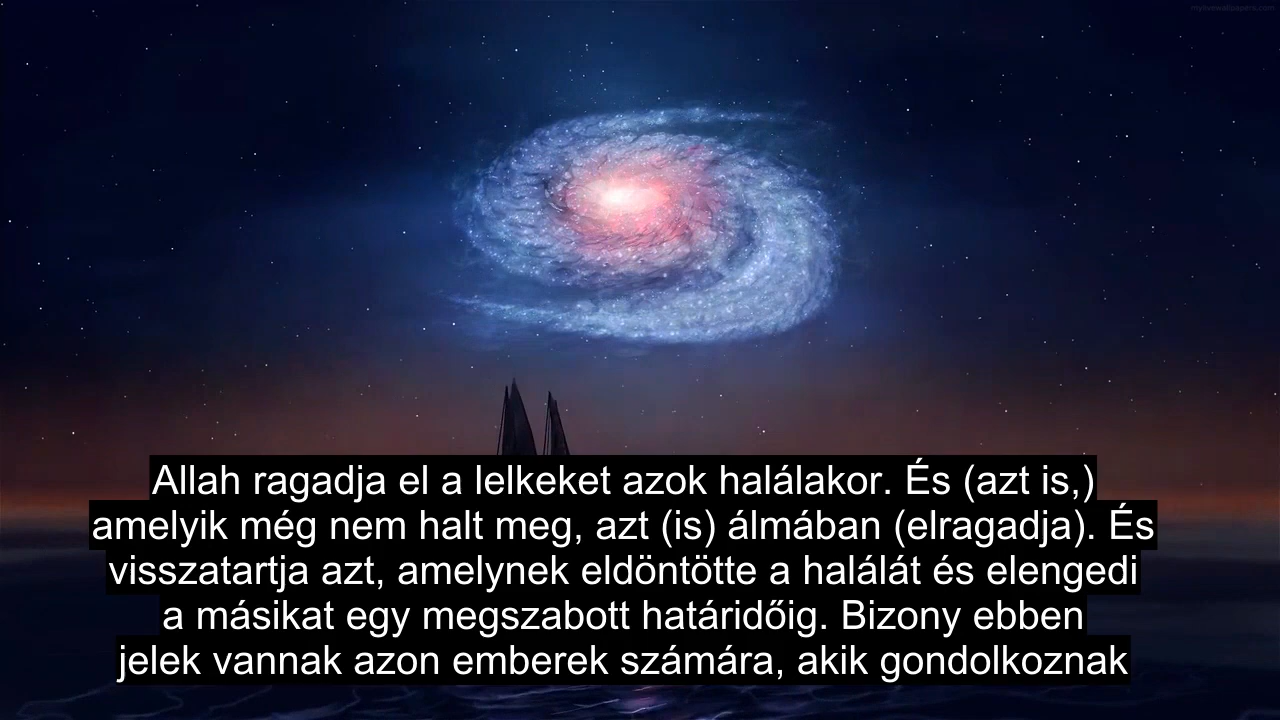 mylivewallpapers.com
Allah ragadja el a lelkeket azok halálakor. És (azt is,)
amelyik még nem halt meg, azt (is) álmában (elragadja). És
visszatartja azt, amelynek eldöntötte a halálát és elengedi
a másikat egy megszabott határidőig. Bizony ebben
jelek vannak azon emberek számára, akik gondolkoznak